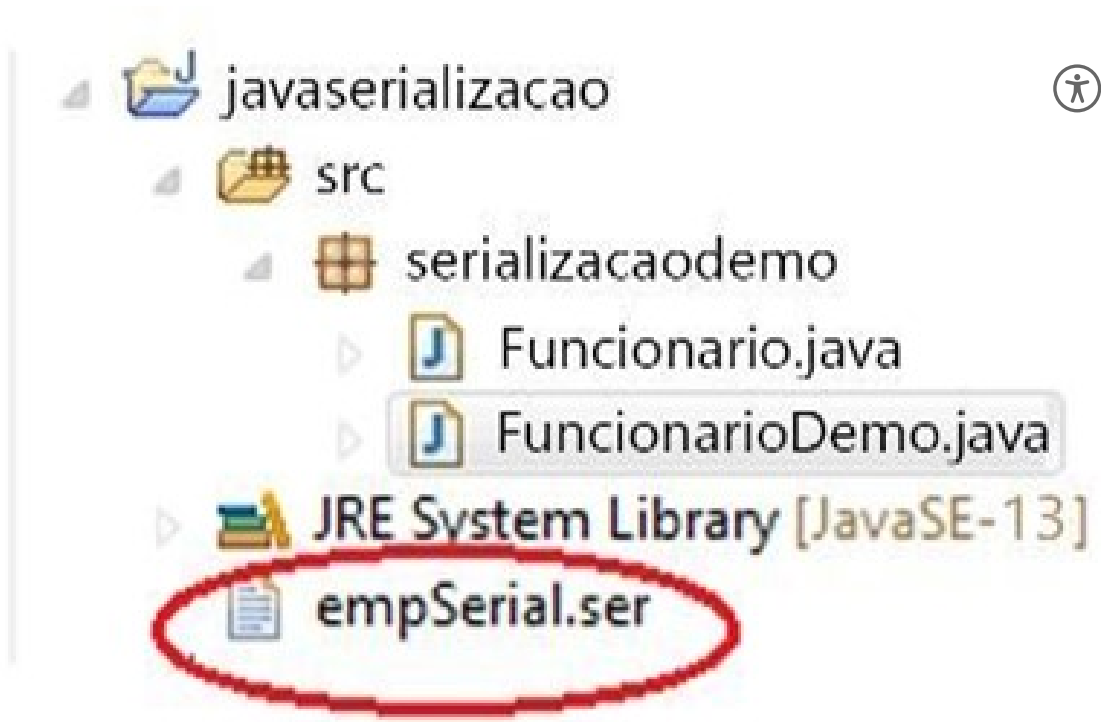 javaserializacao
src
serializacaodemo
Funcionario.java
FuncionarioDemo.java
JRE System Library [JavaSE-13]
empSerial.ser